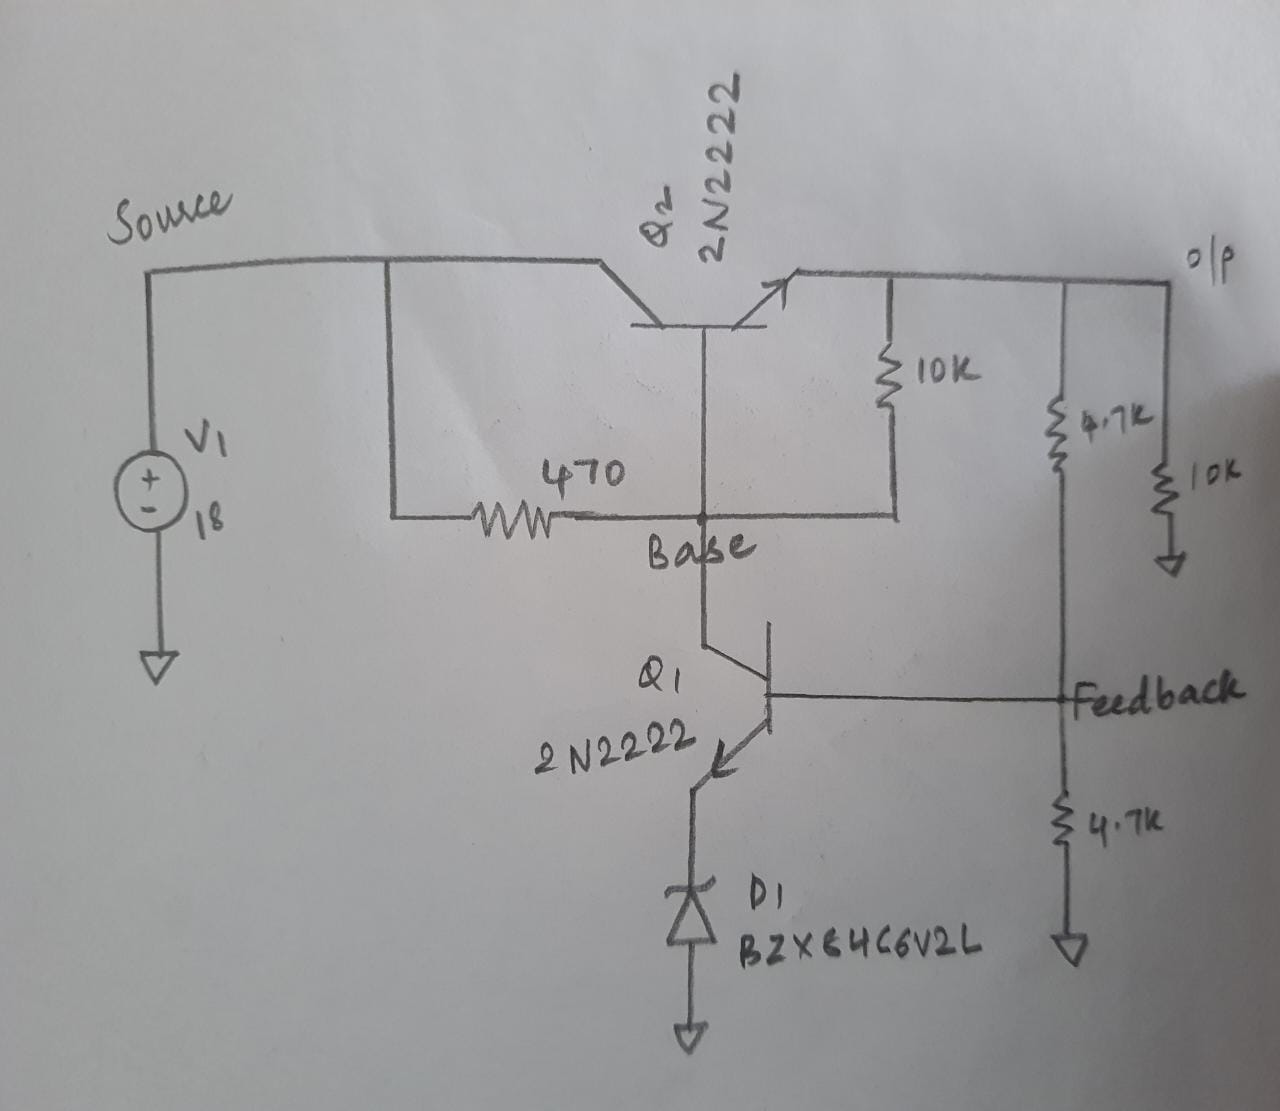 Source
Q2
2N2222
o/p
V1
+
-
18
470
10K
4.7K
10K
Base
Q1
2N2222
Feedback
D1
BZX84C6V2L
4.7K